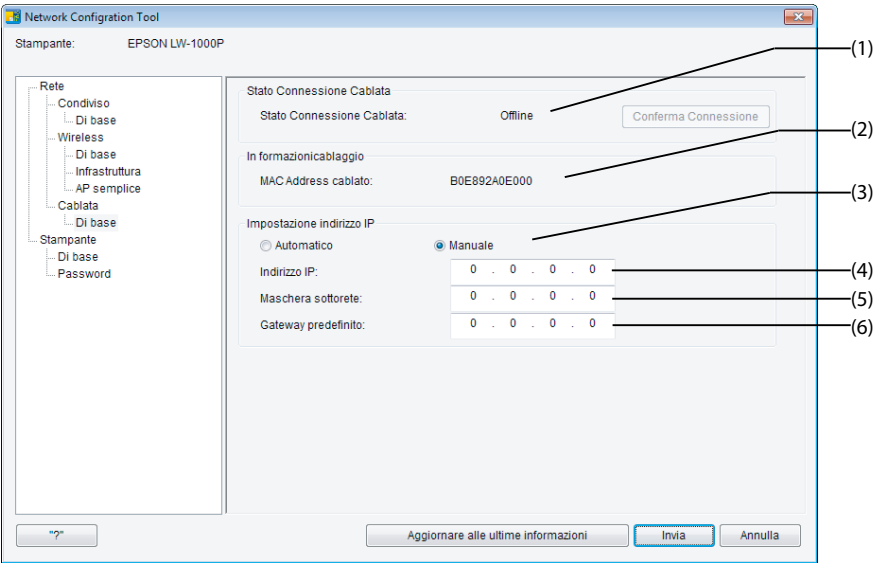 Network Configration Tool
Stampante: EPSON LW-1000P
(1)
Rete
Condiviso
Di base
Wireless
Di base
Infrastruttura
AP semplice
Cablata
Di base
Stampante
Di base
Password
Stato Connessione Cablata
Stato Connessione Cablata: Offline Conferma Connessione
(2)
In formazionicablaggio
MAC Address cablato: B0E892A0E000
(3)
Impostazione indirizzo IP
Automatico Manuale
Indirizzo IP: 0 . 0 . 0 . 0 (4)
Maschera sottorete: 0 . 0 . 0 . 0 (5)
Gateway predefinito: 0 . 0 . 0 . 0 (6)
"?" Aggiornare alle ultime informazioni Invia Annulla